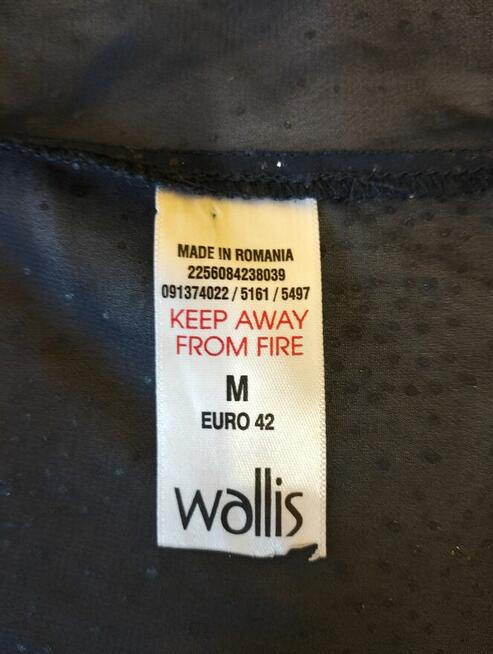 MADE IN ROMANIA
2256084238039
091374022 / 5161 / 5497
KEEP AWAY
FROM FIRE
M
EURO 42
wallis